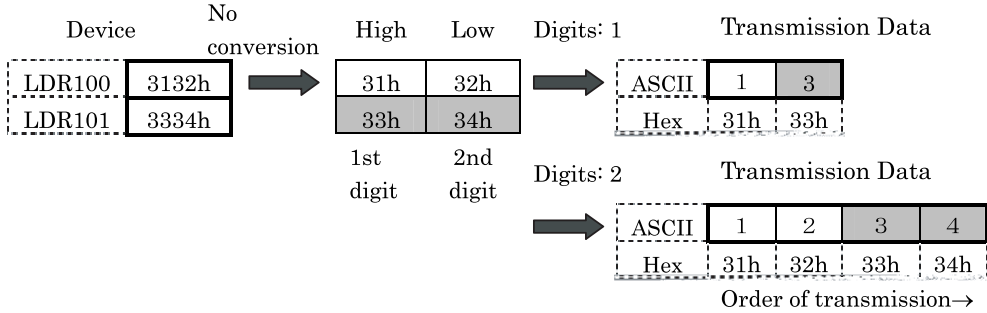 Device
No
conversion
High Low
Digits: 1
Transmission Data
LDR100 3132h
31h 32h
ASCII 1 3
LDR101 3334h
33h 34h
Hex 31h 33h
1st
digit
2nd
digit
Digits: 2
Transmission Data
ASCII 1 2 3 4
Hex 31h 32h 33h 34h
Order of transmission→